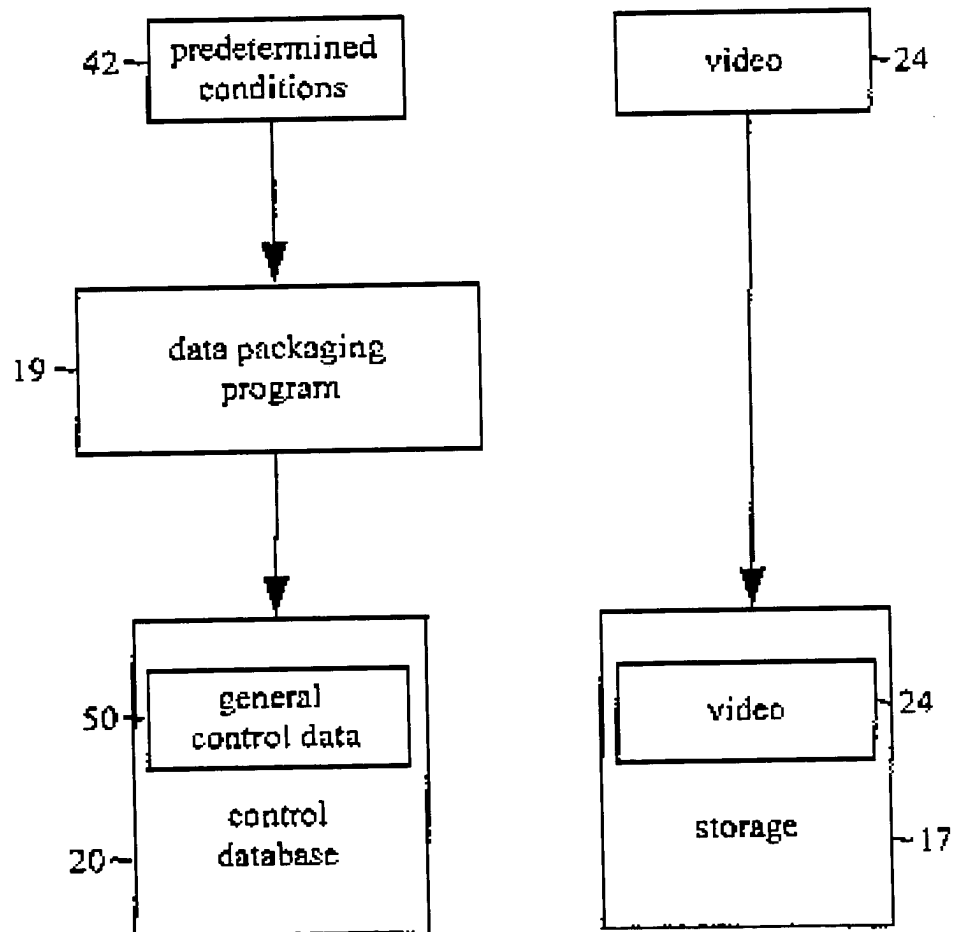 42
predetermined
conditions
video
24
19
data packaging
program
50
general
control data
control
database
20
video
24
storage
17